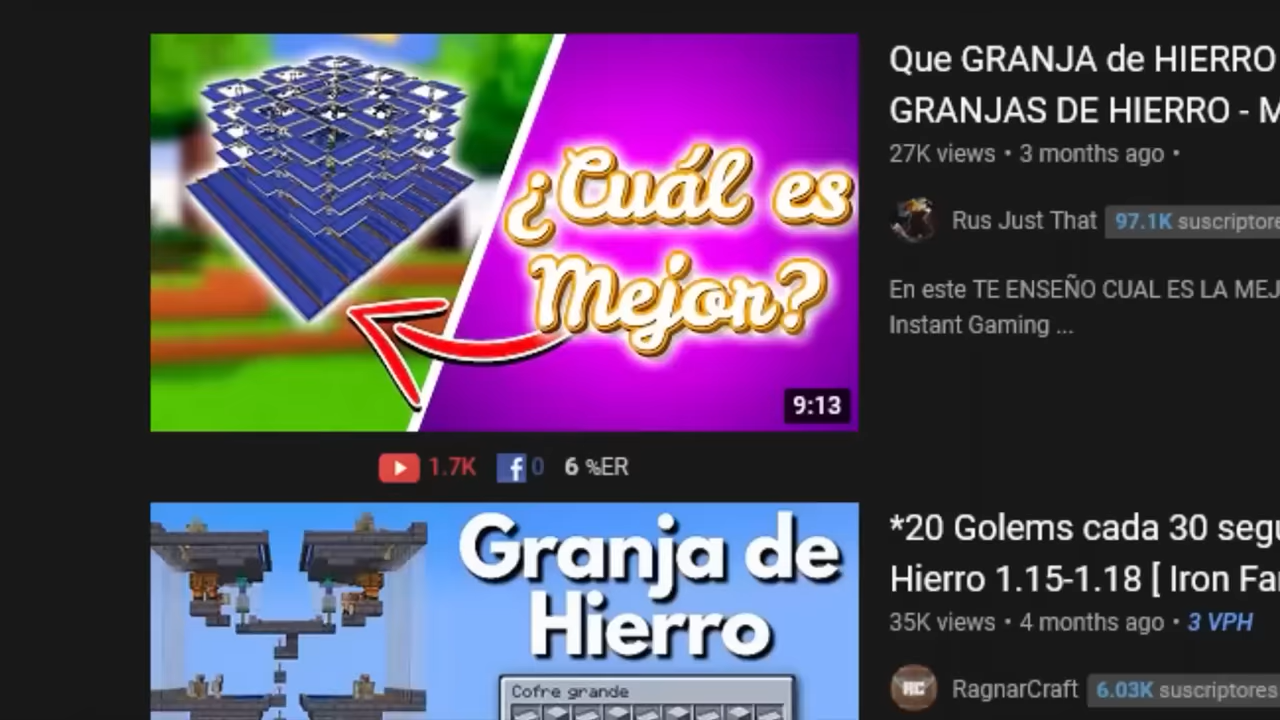 Que GRANJA de HIERRO
GRANJAS DE HIERRO - M
27K views • 3 months ago •
Rus Just That 97.1K suscriptore
En este TE ENSEÑO CUAL ES LA MEJ
Instant Gaming ...
¿Cuál es
Mejor?
9:13
1.7K f 0 6 %ER
*20 Golems cada 30 segu
Hierro 1.15-1.18 [ Iron Fa
35K views • 4 months ago • 3 VPH
RC RagnarCraft 6.03K suscriptores
Granja de
Hierro
Cofre grande